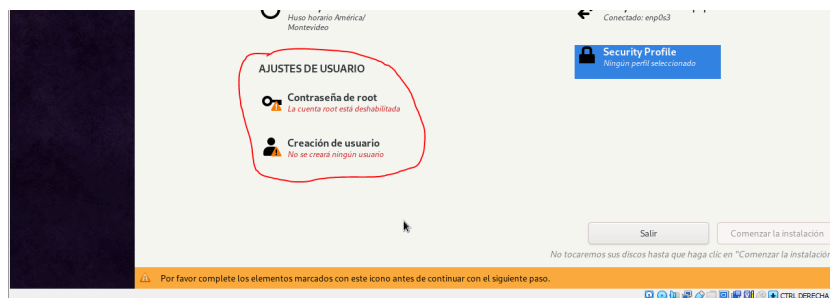 Huso horario América/
Montevideo
Conectado: enp0s3
Security Profile
Ningún perfil seleccionado
AJUSTES DE USUARIO
Contraseña de root
La cuenta root está deshabilitada
Creación de usuario
No se creará ningún usuario
Salir
Comenzar la instalación
No tocaremos sus discos hasta que haga clic en "Comenzar la instalación
Por favor complete los elementos marcados con este icono antes de continuar con el siguiente paso.
CTRL DERECHA